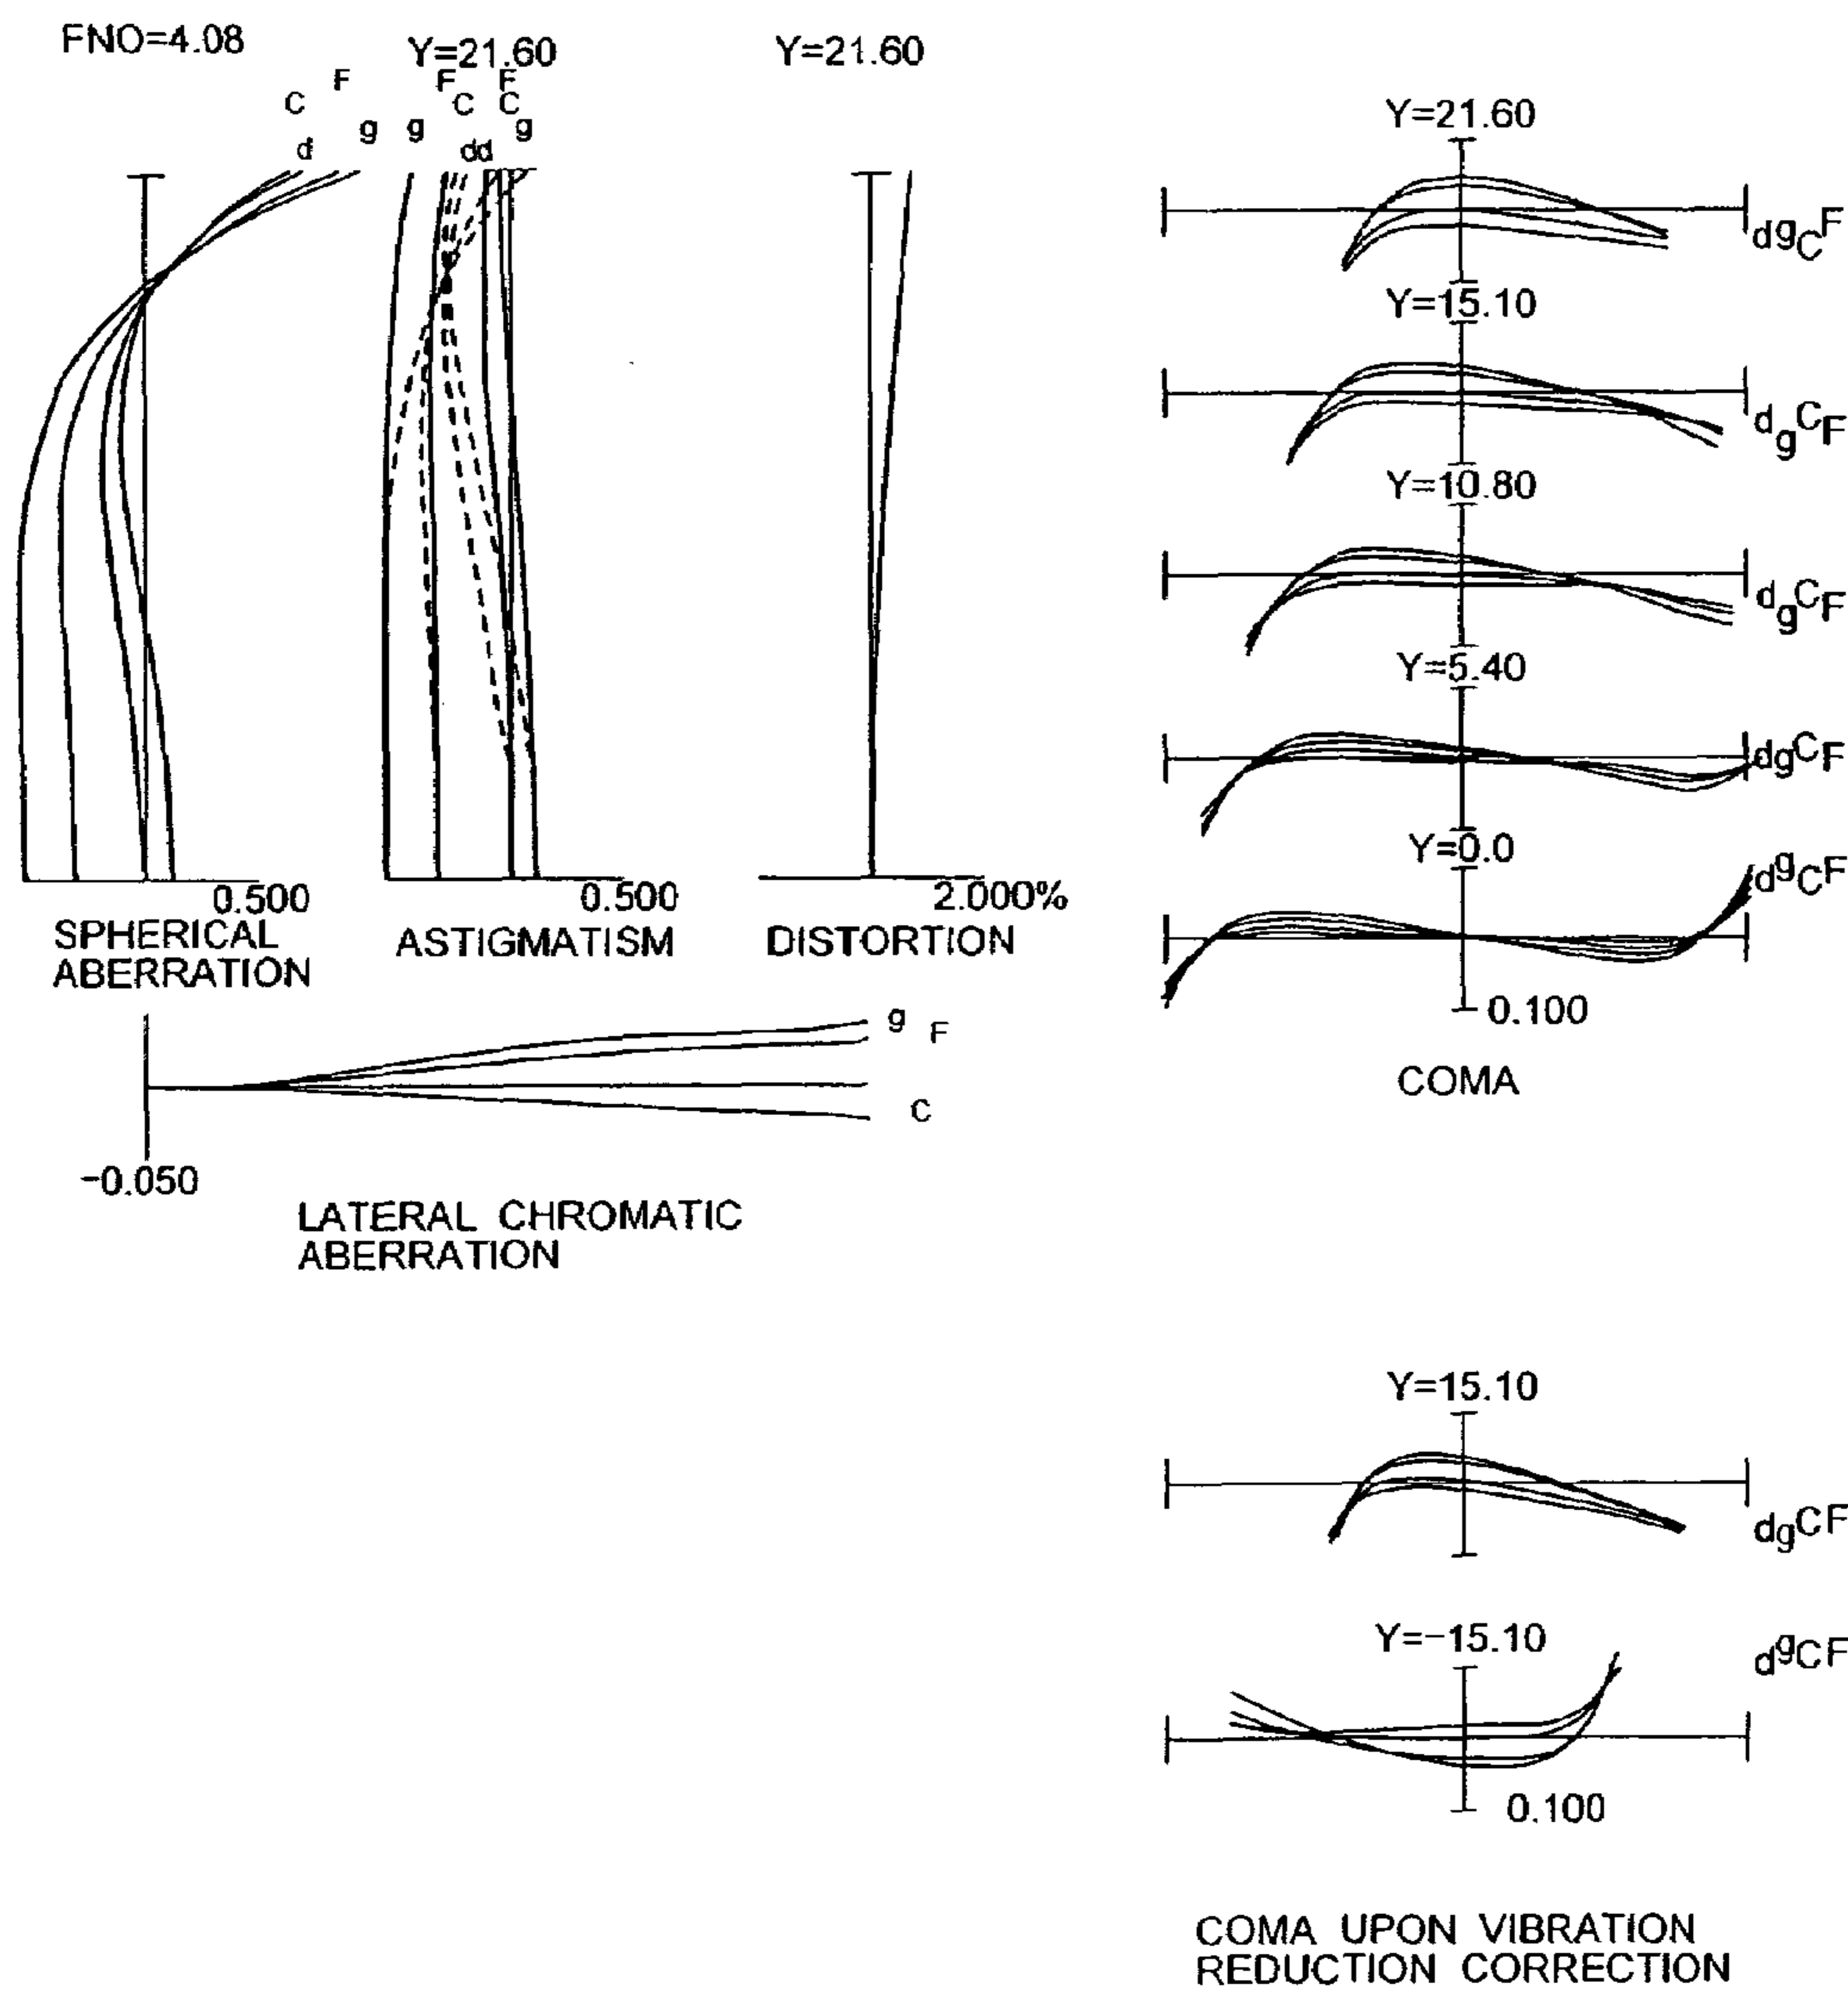 FNO=4.08
C F
d g
Y=21.60
F F
C C
g g
dd
Y=21.60
0.500
SPHERICAL
ABERRATION
0.500
ASTIGMATISM
2.000%
DISTORTION
g F
C
-0.050
LATERAL CHROMATIC
ABERRATION
Y=21.60
dgCF
Y=15.10
dgCF
Y=10.80
dgCF
Y=5.40
dgCF
Y=0.0
dgCF
0.100
COMA
Y=15.10
dgCF
Y=-15.10
dgCF
0.100
COMA UPON VIBRATION
REDUCTION CORRECTION